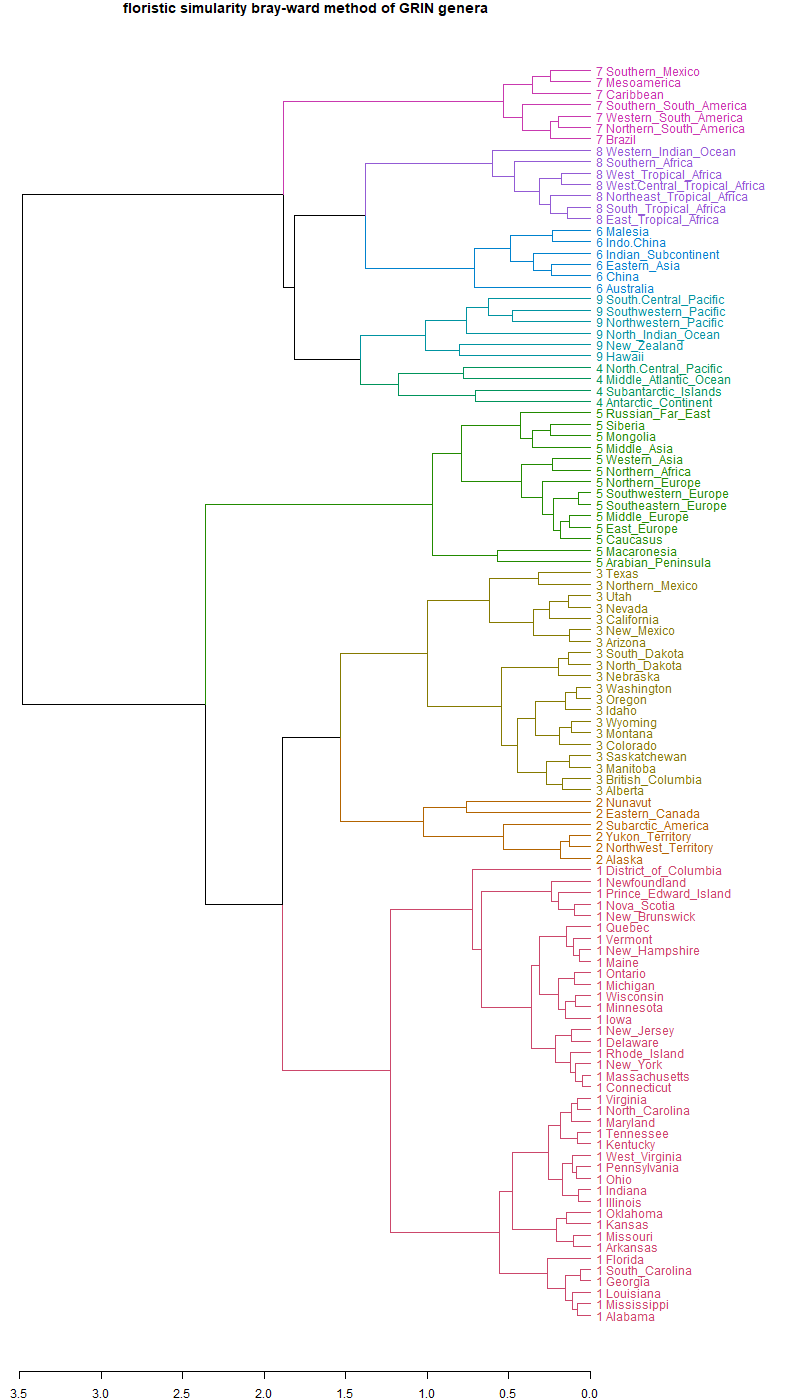 floristic simularity bray-ward method of GRIN genera
7 Southern_Mexico
7 Mesoamerica
7 Caribbean
7 Southern_South_America
7 Western_South_America
7 Northern_South_America
7 Brazil
8 Western_Indian_Ocean
8 Southern_Africa
8 West_Tropical_Africa
8 West.Central_Tropical_Africa
8 Northeast_Tropical_Africa
8 South_Tropical_Africa
8 East_Tropical_Africa
6 Malesia
6 Indo.China
6 Indian_Subcontinent
6 Eastern_Asia
6 China
6 Australia
9 South.Central_Pacific
9 Southwestern_Pacific
9 Northwestern_Pacific
9 North_Indian_Ocean
9 New_Zealand
9 Hawaii
4 North.Central_Pacific
4 Middle_Atlantic_Ocean
4 Subantarctic_Islands
4 Antarctic_Continent
5 Russian_Far_East
5 Siberia
5 Mongolia
5 Middle_Asia
5 Western_Asia
5 Northern_Africa
5 Northern_Europe
5 Southwestern_Europe
5 Southeastern_Europe
5 Middle_Europe
5 East_Europe
5 Caucasus
5 Macaronesia
5 Arabian_Peninsula
3 Texas
3 Northern_Mexico
3 Utah
3 Nevada
3 California
3 New_Mexico
3 Arizona
3 South_Dakota
3 North_Dakota
3 Nebraska
3 Washington
3 Oregon
3 Idaho
3 Wyoming
3 Montana
3 Colorado
3 Saskatchewan
3 Manitoba
3 British_Columbia
3 Alberta
2 Nunavut
2 Eastern_Canada
2 Subarctic_America
2 Yukon_Territory
2 Northwest_Territory
2 Alaska
1 District_of_Columbia
1 Newfoundland
1 Prince_Edward_Island
1 Nova_Scotia
1 New_Brunswick
1 Quebec
1 Vermont
1 New_Hampshire
1 Maine
1 Ontario
1 Michigan
1 Wisconsin
1 Minnesota
1 Iowa
1 New_Jersey
1 Delaware
1 Rhode_Island
1 New_York
1 Massachusetts
1 Connecticut
1 Virginia
1 North_Carolina
1 Maryland
1 Tennessee
1 Kentucky
1 West_Virginia
1 Pennsylvania
1 Ohio
1 Indiana
1 Illinois
1 Oklahoma
1 Kansas
1 Missouri
1 Arkansas
1 Florida
1 South_Carolina
1 Georgia
1 Louisiana
1 Mississippi
1 Alabama
3.5 3.0 2.5 2.0 1.5 1.0 0.5 0.0